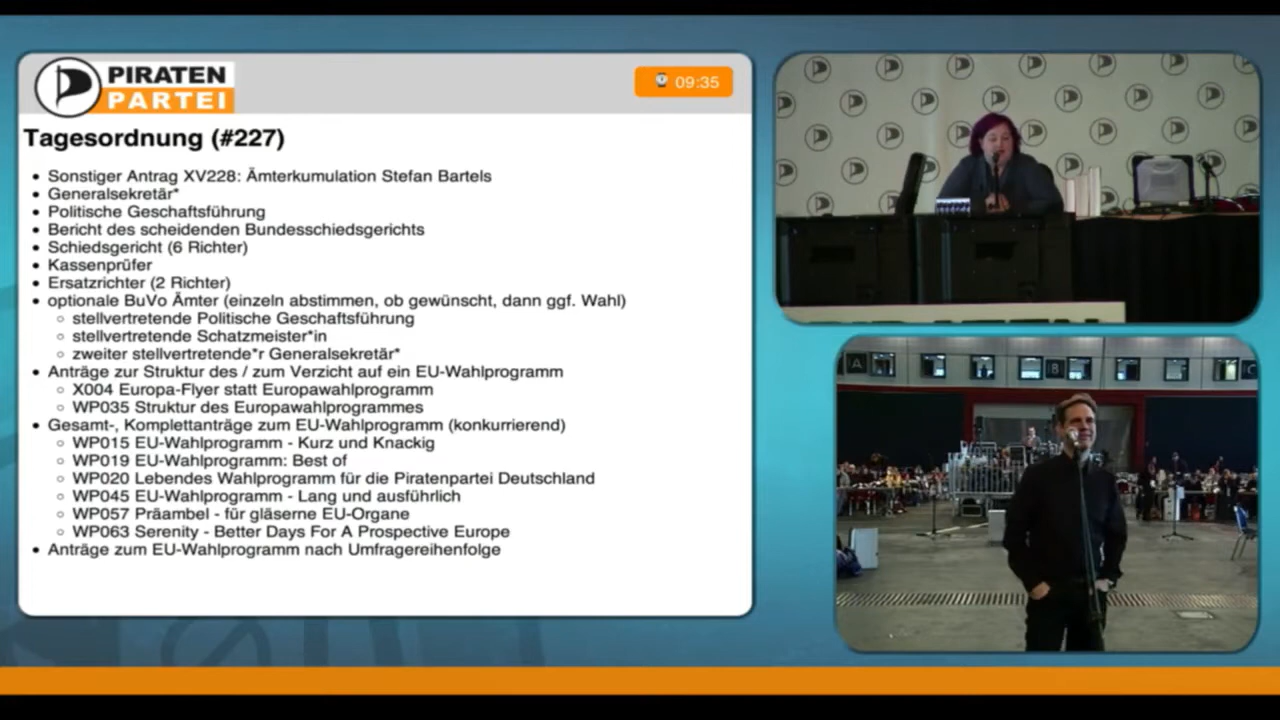 PIRATEN
PARTEI
09:35
Tagesordnung (#227)
• Sonstiger Antrag XV228: Ämterkumulation Stefan Bartels
• Generalsekretär*
• Politische Geschaftsführung
• Bericht des scheidenden Bundesschiedsgerichts
• Schiedsgericht (6 Richter)
• Kassenprüfer
• Ersatzrichter (2 Richter)
• optionale BuVo Ämter (einzeln abstimmen, ob gewünscht, dann ggf. Wahl)
◦ stellvertretende Politische Geschaftsführung
◦ stellvertretende Schatzmeister*in
◦ zweiter stellvertretende*r Generalsekretär*
• Anträge zur Struktur des / zum Verzicht auf ein EU-Wahlprogramm
◦ X004 Europa-Flyer statt Europawahlprogramm
◦ WP035 Struktur des Europawahlprogrammes
• Gesamt-, Komplettanträge zum EU-Wahlprogramm (konkurrierend)
◦ WP015 EU-Wahlprogramm - Kurz und Knackig
◦ WP019 EU-Wahlprogramm: Best of
◦ WP020 Lebendes Wahlprogramm für die Piratenpartei Deutschland
◦ WP045 EU-Wahlprogramm - Lang und ausführlich
◦ WP057 Präambel - für gläserne EU-Organe
◦ WP063 Serenity - Better Days For A Prospective Europe
• Anträge zum EU-Wahlprogramm nach Umfragereihenfolge
A
B
C